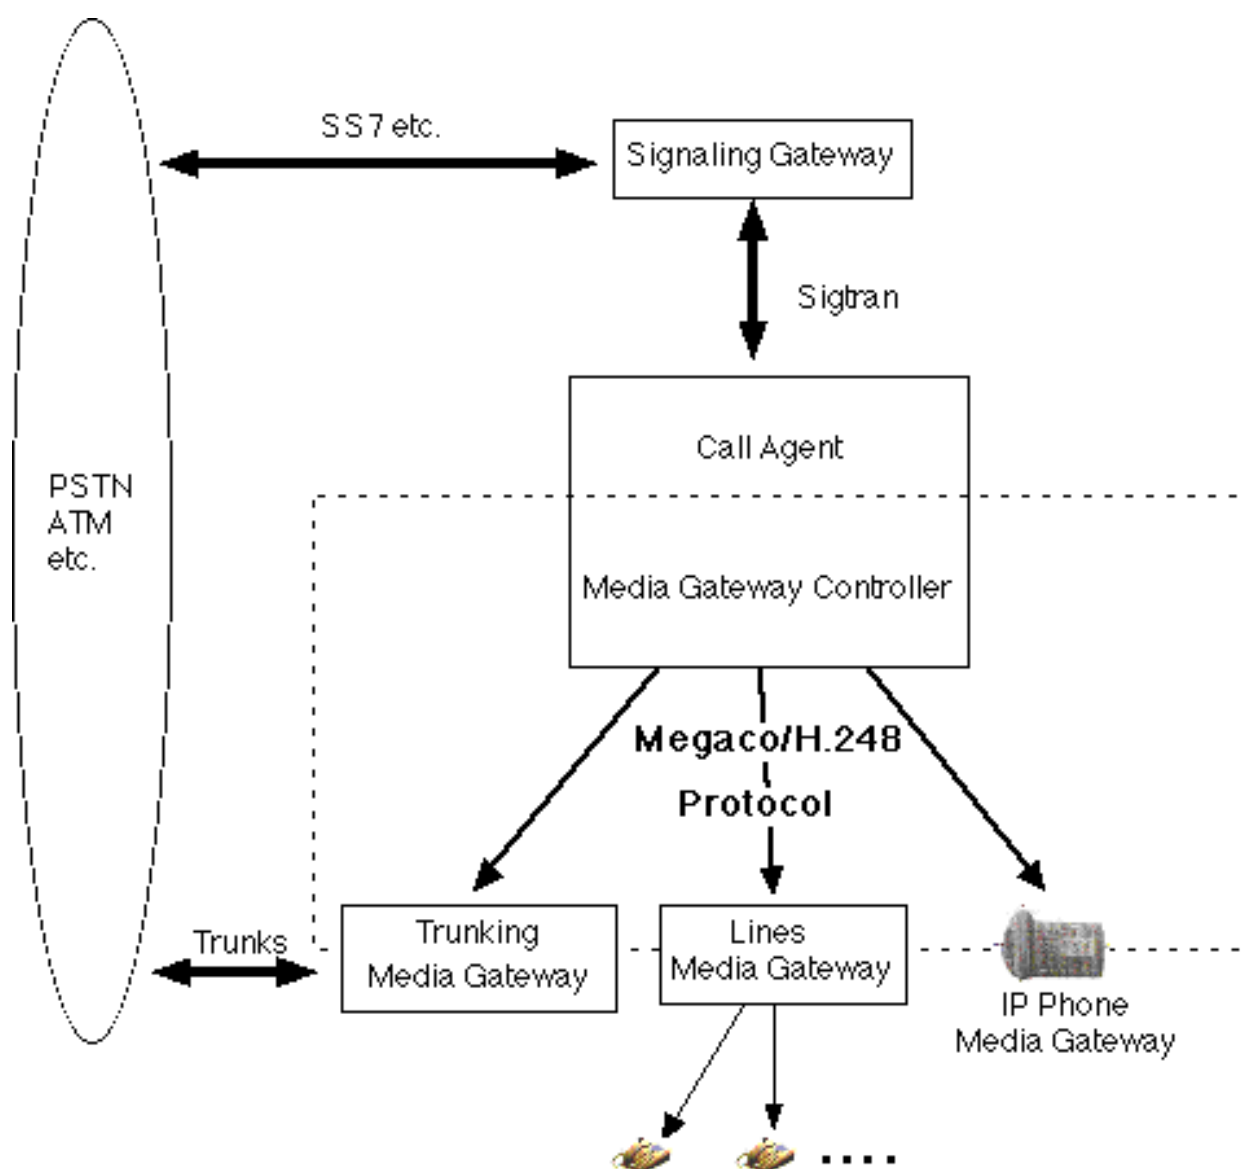 SS7 etc.
Signaling Gateway
Sigtran
Call Agent
PSTN
ATM
etc.
Media Gateway Controller
Megaco/H.248
Protocol
Trunks
Trunking
Media Gateway
Lines
Media Gateway
IP Phone
Media Gateway